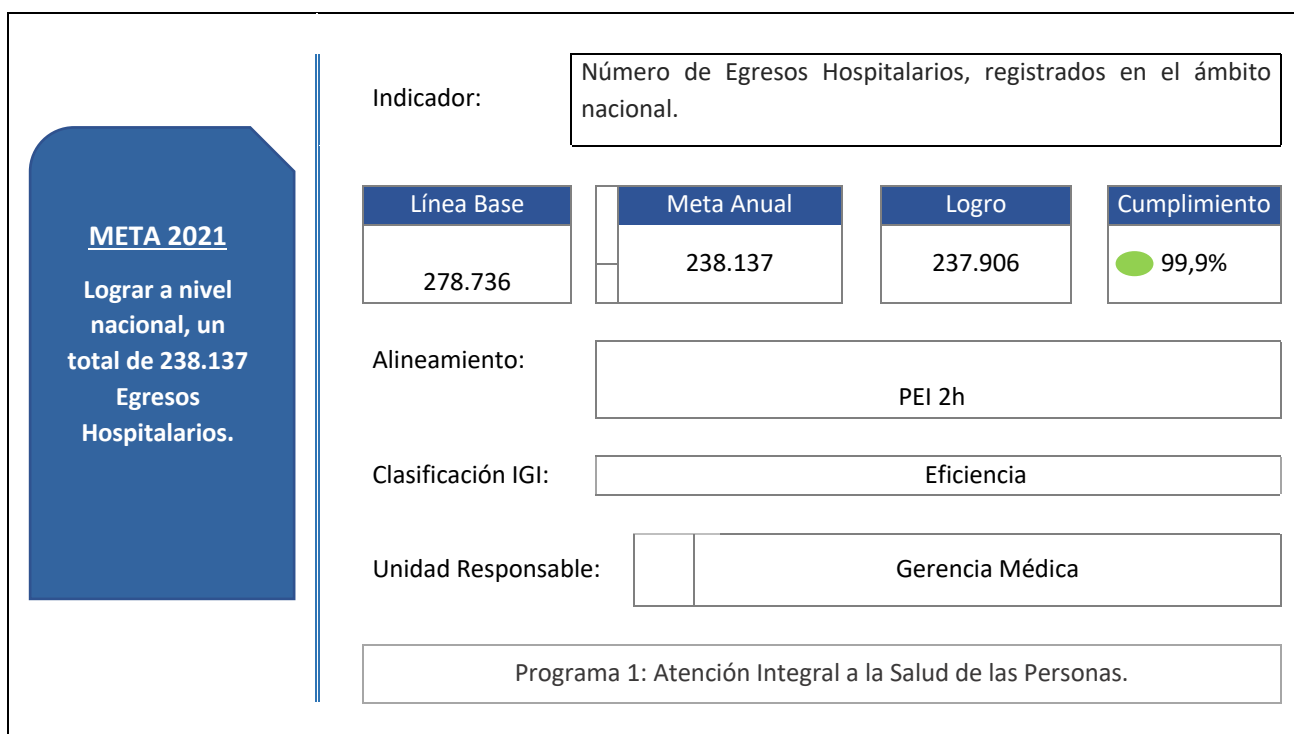 META 2021
Lograr a nivel
nacional, un
total de 238.137
Egresos
Hospitalarios.
Indicador:
Número de Egresos Hospitalarios, registrados en el ámbito
nacional.
Línea Base
278.736
Meta Anual
238.137
Logro
237.906
Cumplimiento
99,9%
Alineamiento:
PEI 2h
Clasificación IGI:
Eficiencia
Unidad Responsable:
Gerencia Médica
Programa 1: Atención Integral a la Salud de las Personas.